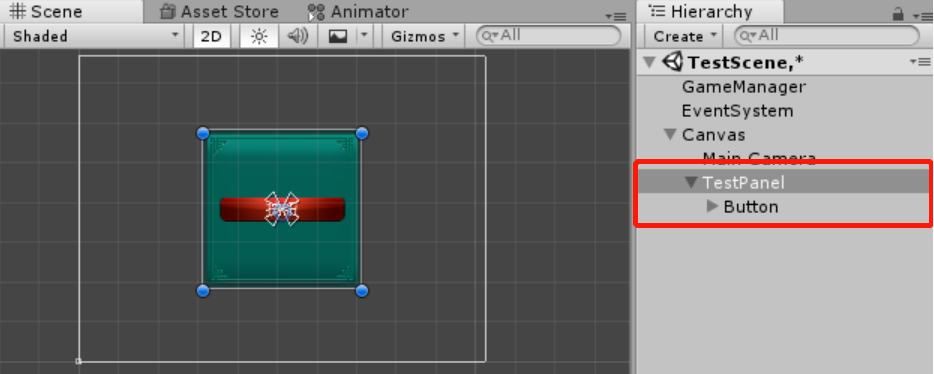 Scene
Asset Store
Animator
Hierarchy
Shaded
2D
Gizmos
All
Create
All
TestScene,*
GameManager
EventSystem
Canvas
Main Camera
TestPanel
Button